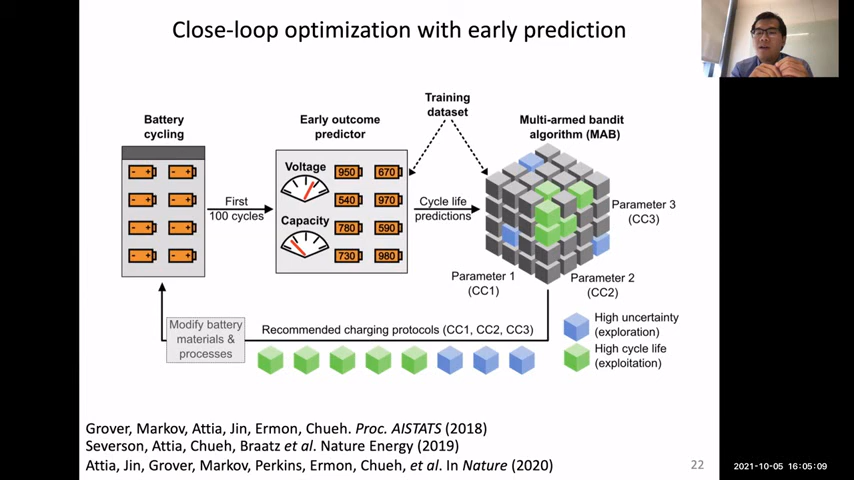 Close-loop optimization with early prediction
Battery
cycling
Early outcome
predictor
Training
dataset
Multi-armed bandit
algorithm (MAB)
- +
- +
- +
- +
- +
- +
- +
- +
First
100 cycles
Voltage
Capacity
950
670
540
970
780
590
730
980
Cycle life
predictions
Parameter 3
(CC3)
Parameter 1
(CC1)
Parameter 2
(CC2)
Modify battery
materials &
processes
Recommended charging protocols (CC1, CC2, CC3)
High uncertainty
(exploration)
High cycle life
(exploitation)
Grover, Markov, Attia, Jin, Ermon, Chueh. Proc. AISTATS (2018)
Severson, Attia, Chueh, Braatz et al. Nature Energy (2019)
Attia, Jin, Grover, Markov, Perkins, Ermon, Chueh, et al. In Nature (2020)
22
2021-10-05 16:05:09